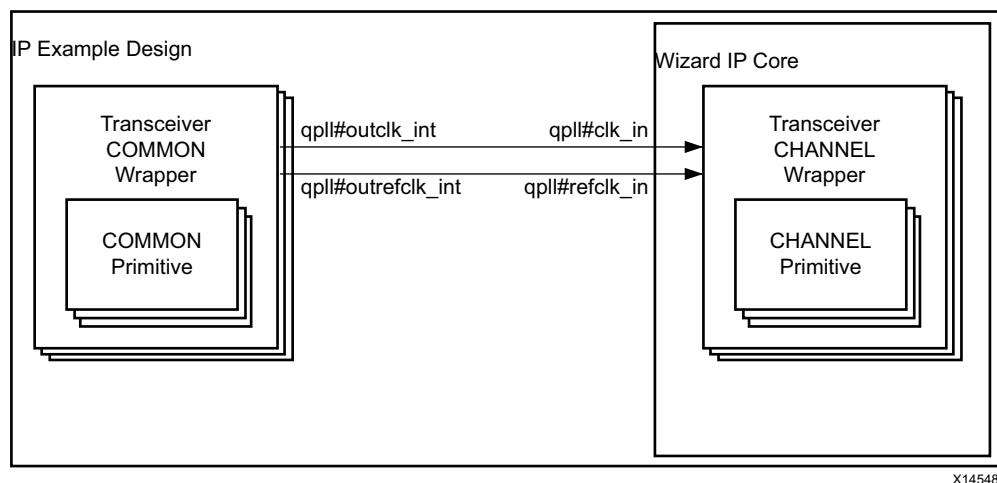 IP Example Design
Wizard IP Core
Transceiver
COMMON
Wrapper
qpll#outclk_int
qpll#clk_in
qpll#outrefclk_int
qpll#refclk_in
Transceiver
CHANNEL
Wrapper
COMMON
Primitive
CHANNEL
Primitive
X14548